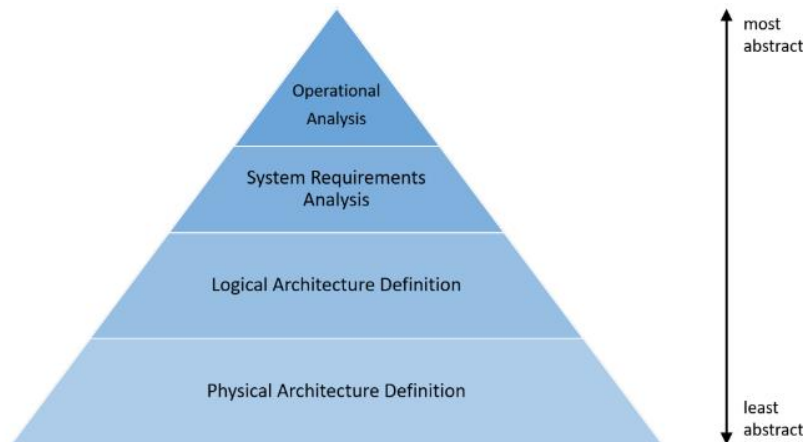 Operational
Analysis
System Requirements
Analysis
Logical Architecture Definition
Physical Architecture Definition
most
abstract
least
abstract